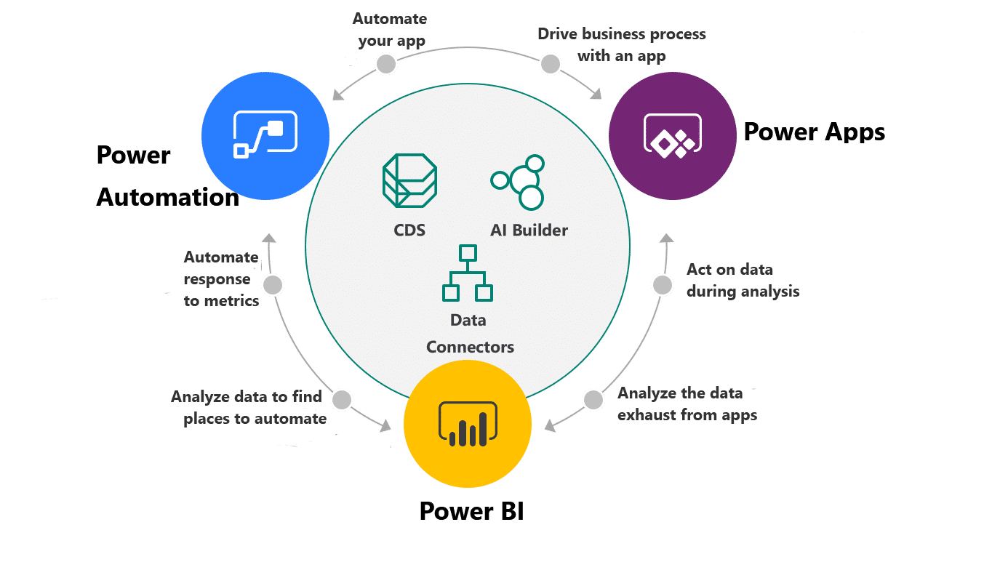 Automate
your app
Drive business process
with an app
Power
Automation
Power Apps
CDS
AI Builder
Data
Connectors
Automate
response
to metrics
Act on data
during analysis
Analyze data to find
places to automate
Analyze the data
exhaust from apps
Power BI